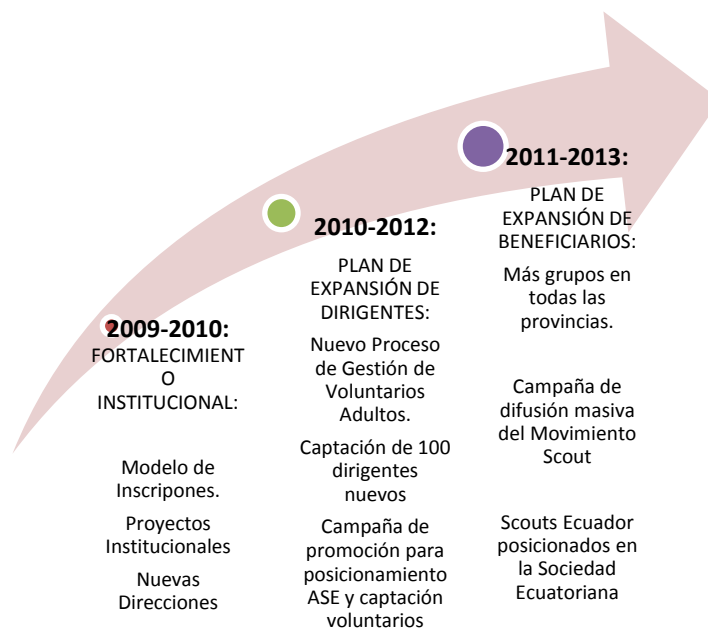 2009-2010:
FORTALECIMIENT
O
INSTITUCIONAL:
Modelo de
Inscripones.
Proyectos
Institucionales
Nuevas
Direcciones
2010-2012:
PLAN DE
EXPANSIÓN DE
DIRIGENTES:
Nuevo Proceso
de Gestión de
Voluntarios
Adultos.
Captación de 100
dirigentes
nuevos
Campaña de
promoción para
posicionamiento
ASE y captación
voluntarios
2011-2013:
PLAN DE
EXPANSIÓN DE
BENEFICIARIOS:
Más grupos en
todas las
provincias.
Campaña de
difusión masiva
del Movimiento
Scout
Scouts Ecuador
posicionados en
la Sociedad
Ecuatoriana